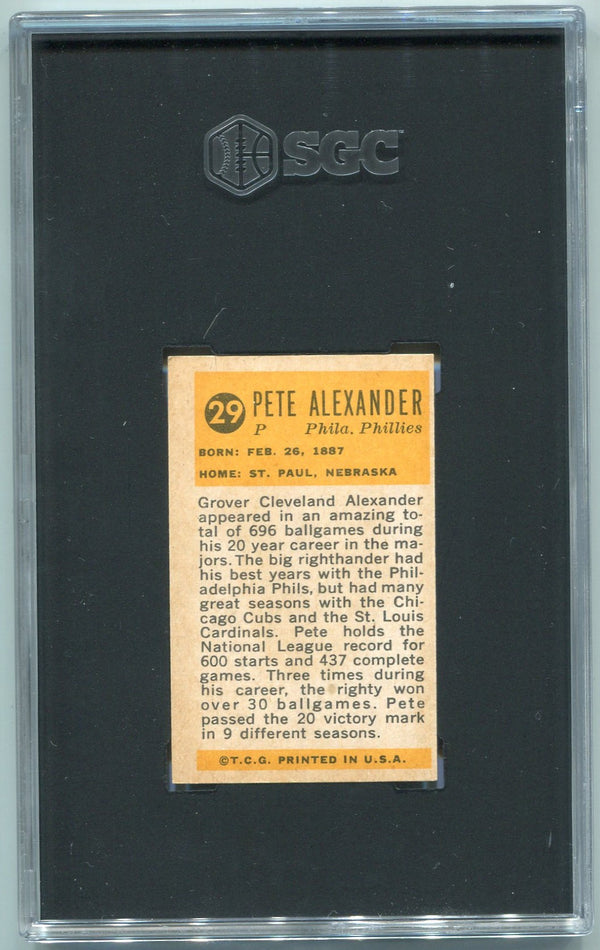 SGC
29 PETE ALEXANDER
P Phila. Phillies
BORN: FEB. 26, 1887
HOME: ST. PAUL, NEBRASKA
Grover Cleveland Alexander
appeared in an amazing to-
tal of 696 ballgames during
his 20 year career in the ma-
jors. The big righthander had
his best years with the Phil-
adelphia Phils, but had many
great seasons with the Chi-
cago Cubs and the St. Louis
Cardinals. Pete holds the
National League record for
600 starts and 437 complete
games. Three times during
his career, the righty won
over 30 ballgames. Pete
passed the 20 victory mark
in 9 different seasons.
©T.C.G. PRINTED IN U.S.A.